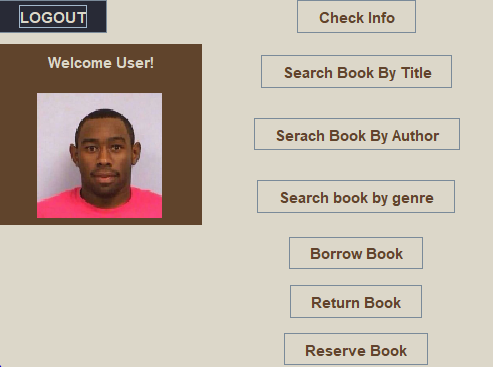 LOGOUT
Welcome User!
Check Info
Search Book By Title
Serach Book By Author
Search book by genre
Borrow Book
Return Book
Reserve Book